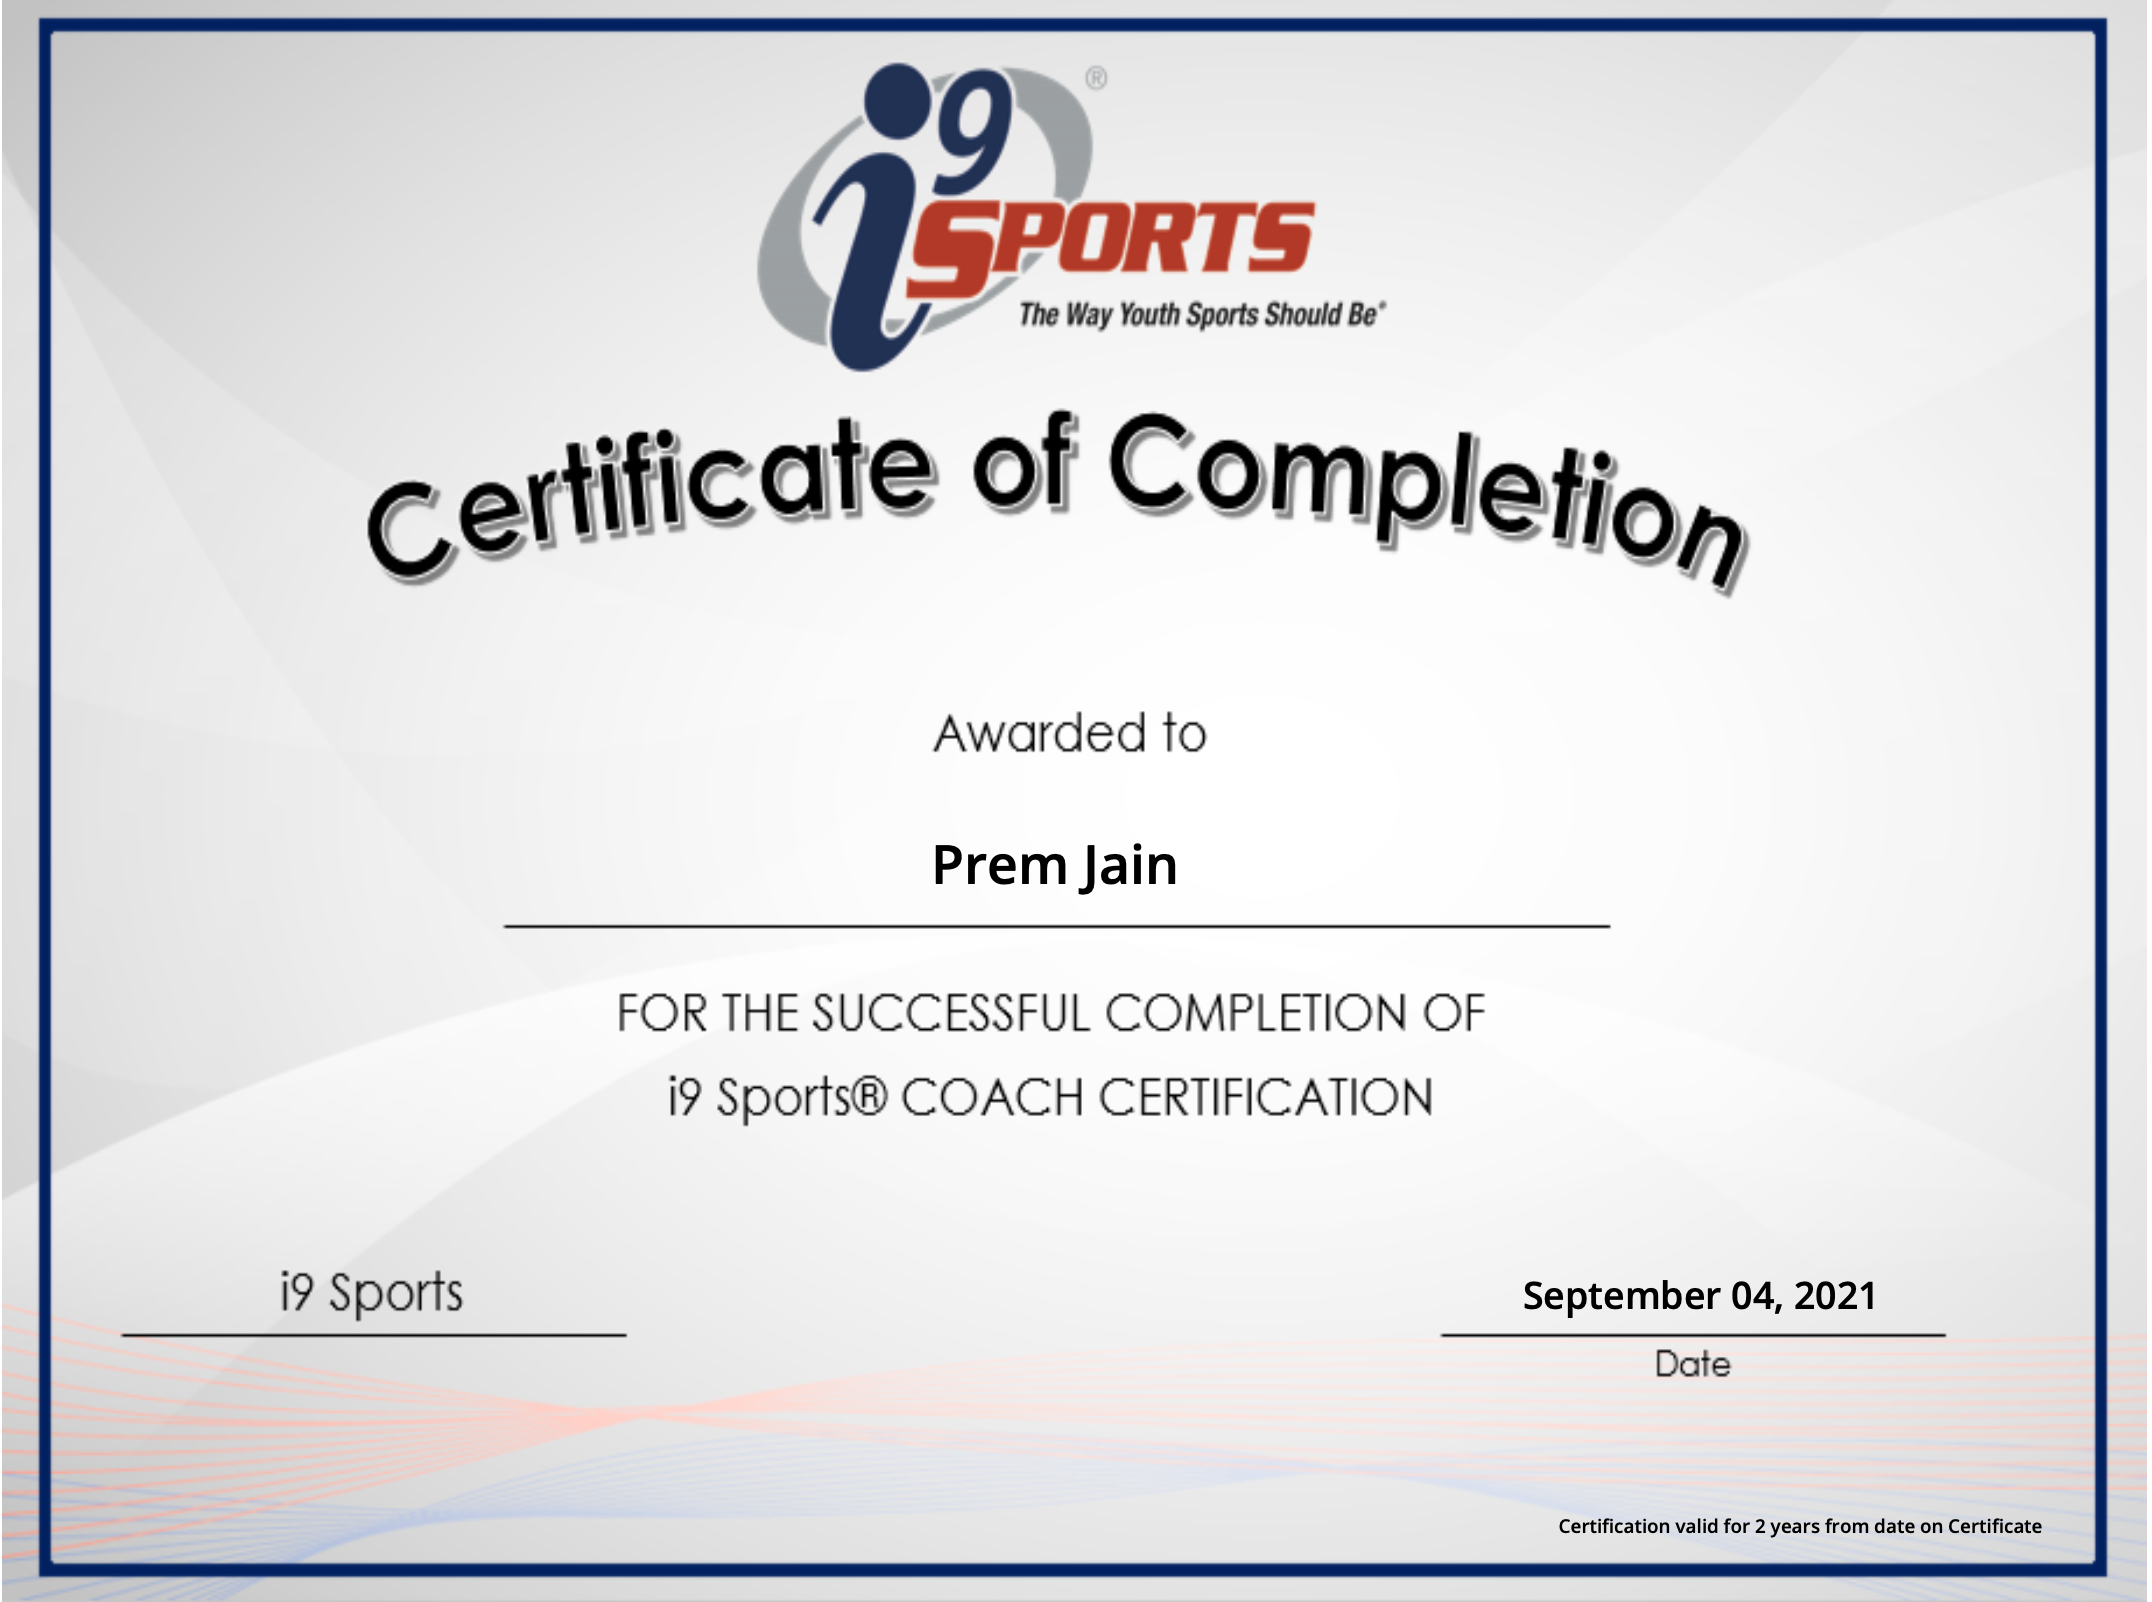 i9
®
SPORTS
The Way Youth Sports Should Be®
Certificate of Completion
Awarded to
Prem Jain
FOR THE SUCCESSFUL COMPLETION OF
i9 Sports® COACH CERTIFICATION
i9 Sports
September 04, 2021
Date
Certification valid for 2 years from date on Certificate